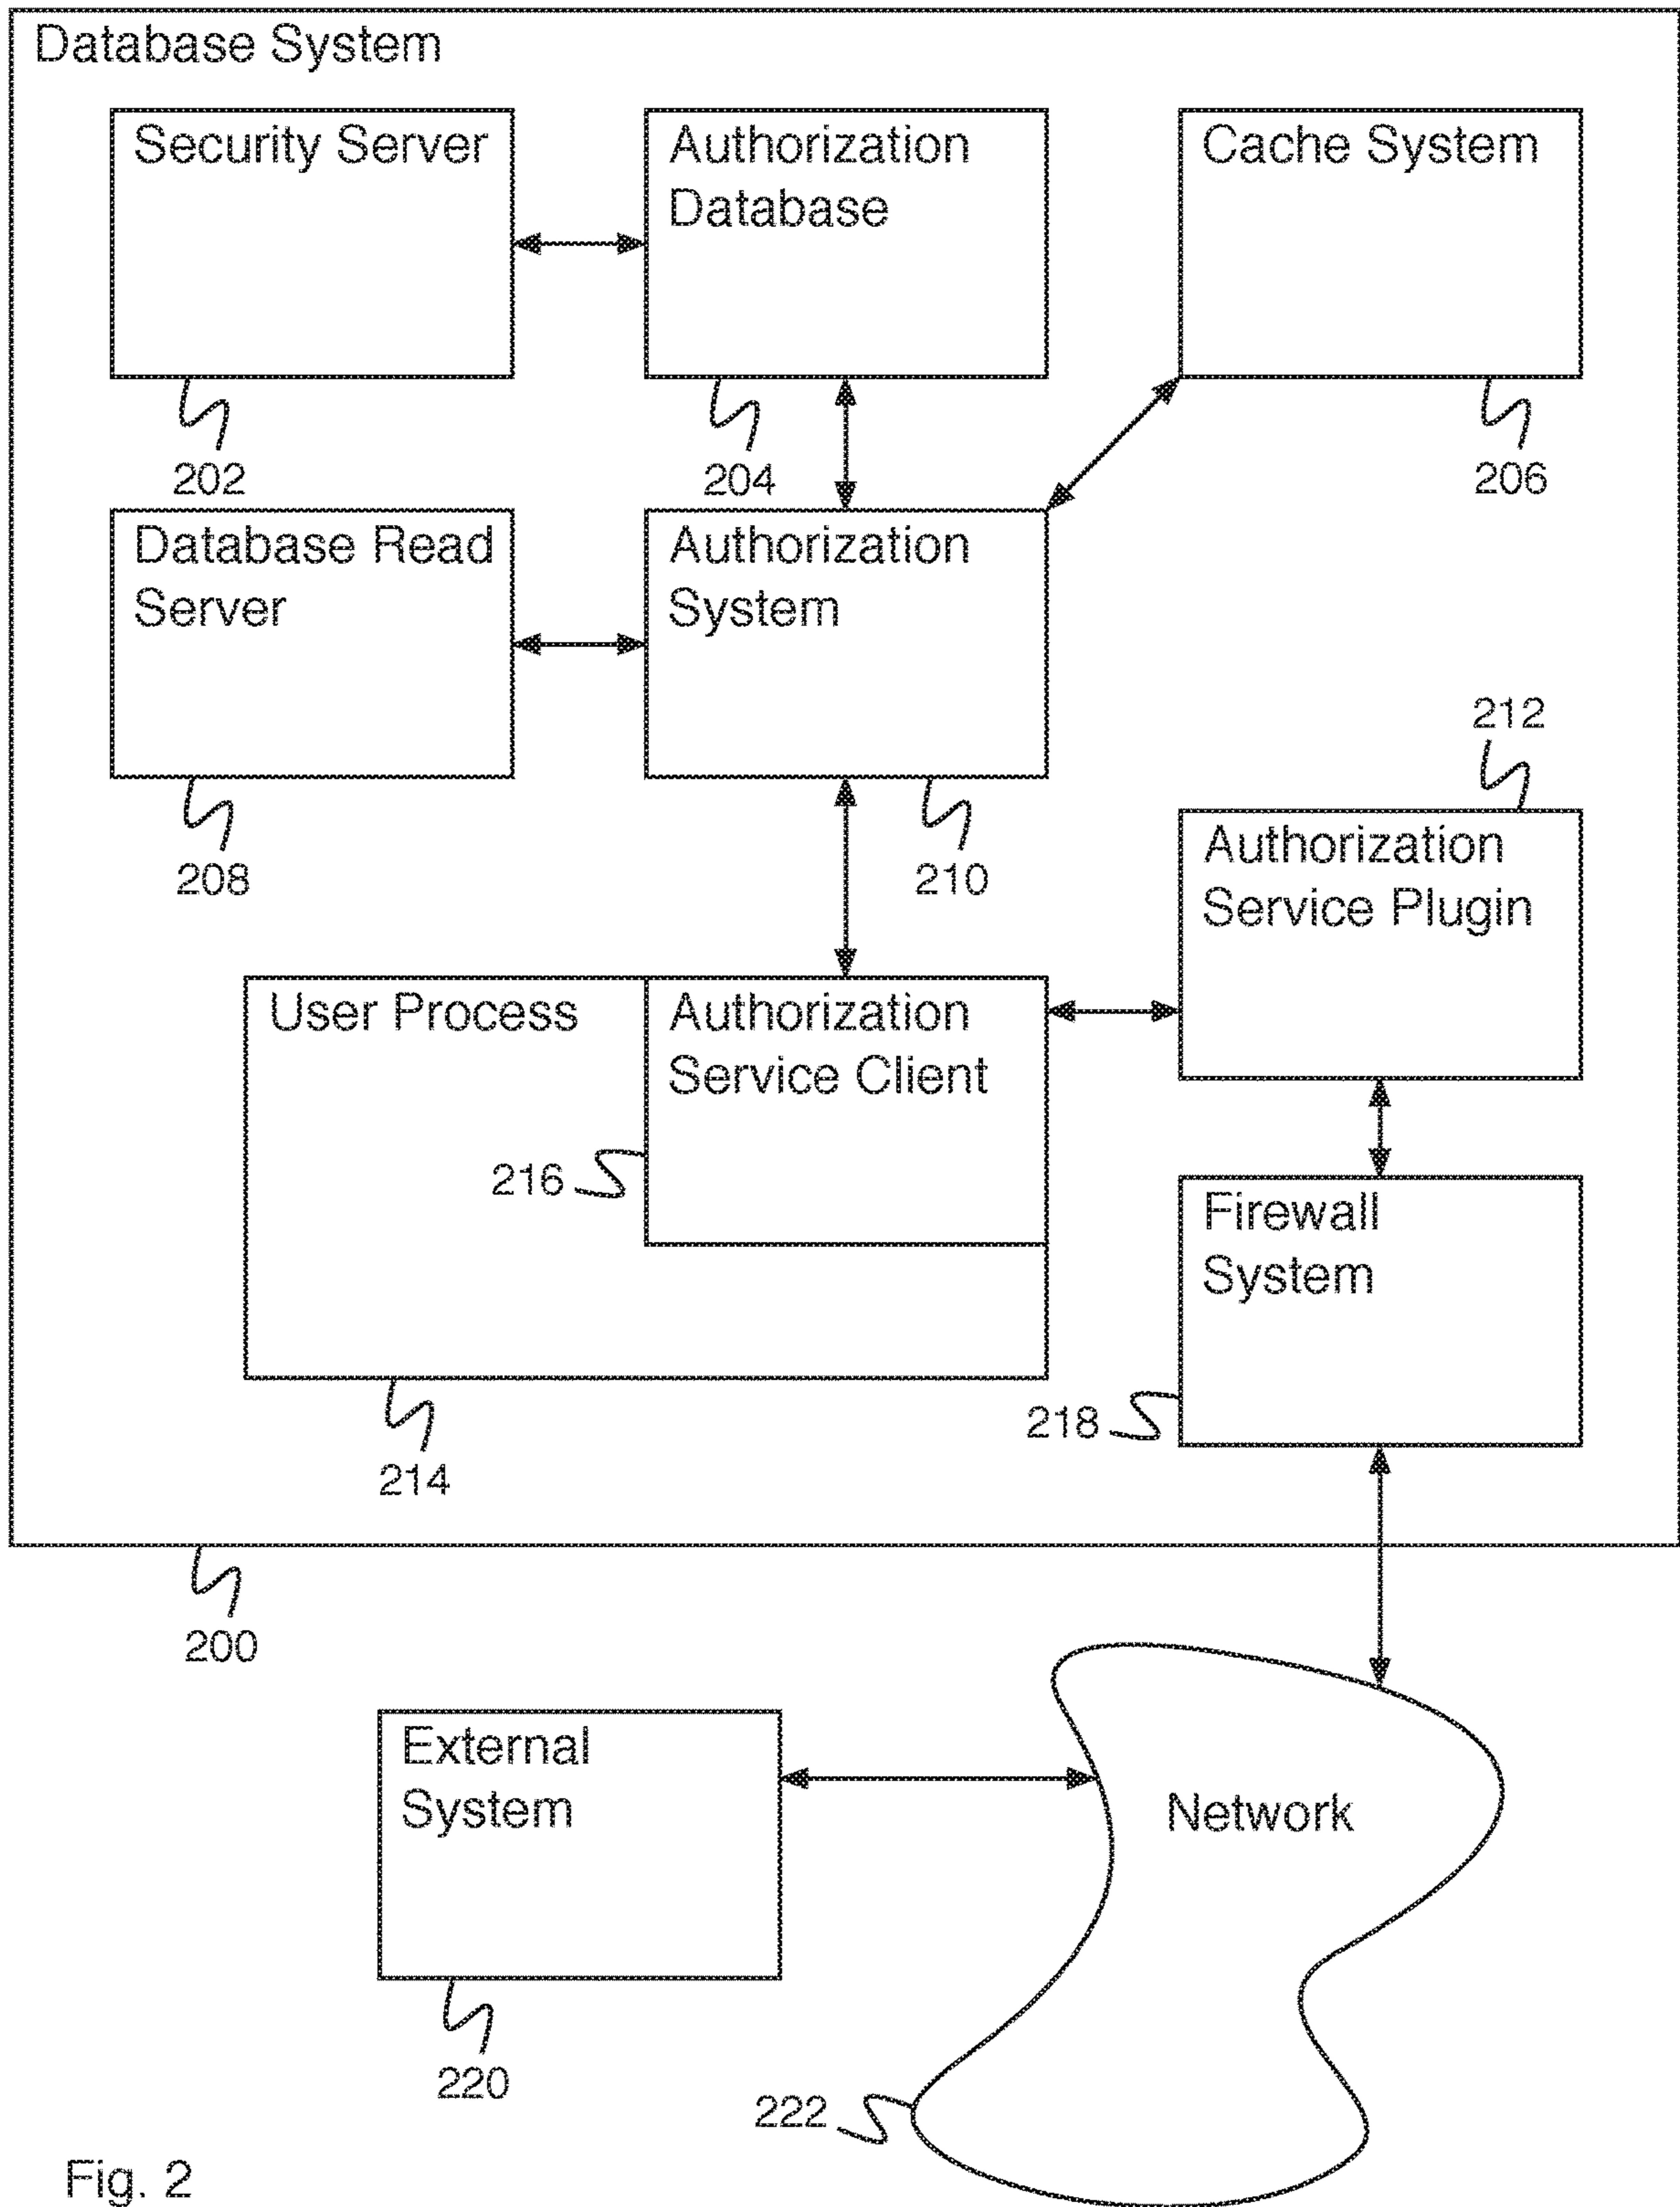 Database System
Security Server
Authorization
Database
Cache System
202
204
206
Database Read
Server
Authorization
System
208
210
212
Authorization
Service Plugin
User Process
Authorization
Service Client
216
Firewall
System
218
214
200
External
System
Network
220
222
Fig. 2